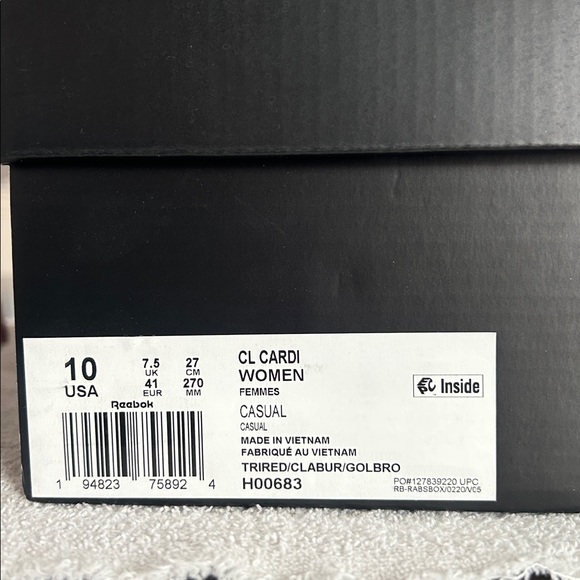 10
USA
7.5
UK
27
CM
41
EUR
270
MM
Reebok
1 94823 75892 4
CL CARDI
WOMEN
FEMMES
CASUAL
CASUAL
MADE IN VIETNAM
FABRIQUÉ AU VIETNAM
TRIRED/CLABUR/GOLBRO
H00683
Inside
PO#127839220 UPC
RB-RABSBOX/0220/V05